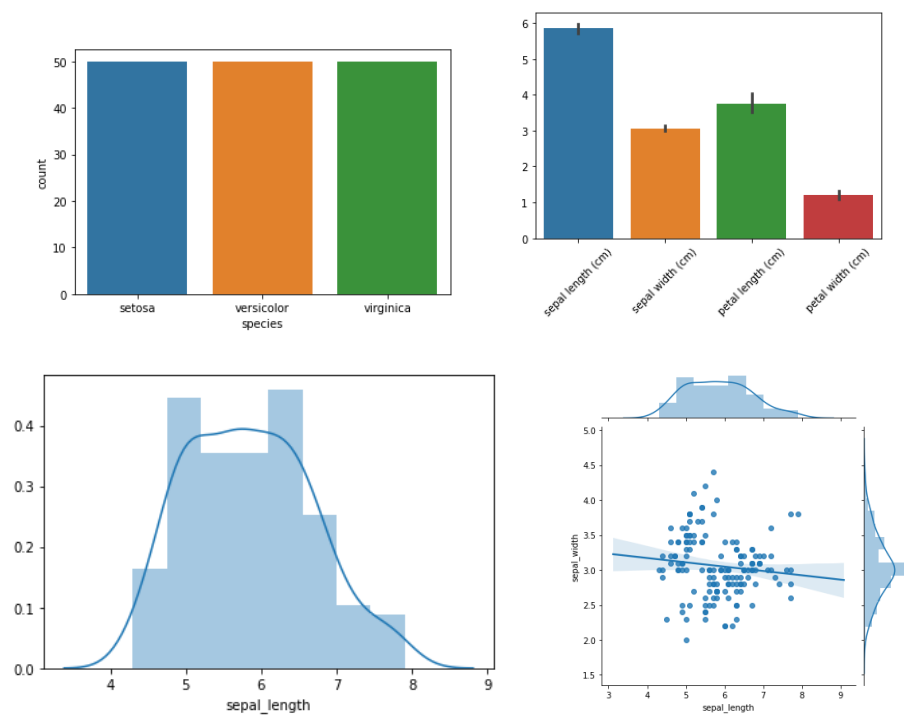 50
40
30
20
10
0
count
setosa versicolor virginica
species
6
5
4
3
2
1
0
sepal length (cm)
sepal width (cm)
petal length (cm)
petal width (cm)
0.4
0.3
0.2
0.1
0.0
4 5 6 7 8 9
sepal_length
5.0
4.5
4.0
3.5
3.0
2.5
2.0
1.5
sepal_width
3 4 5 6 7 8 9
sepal_length